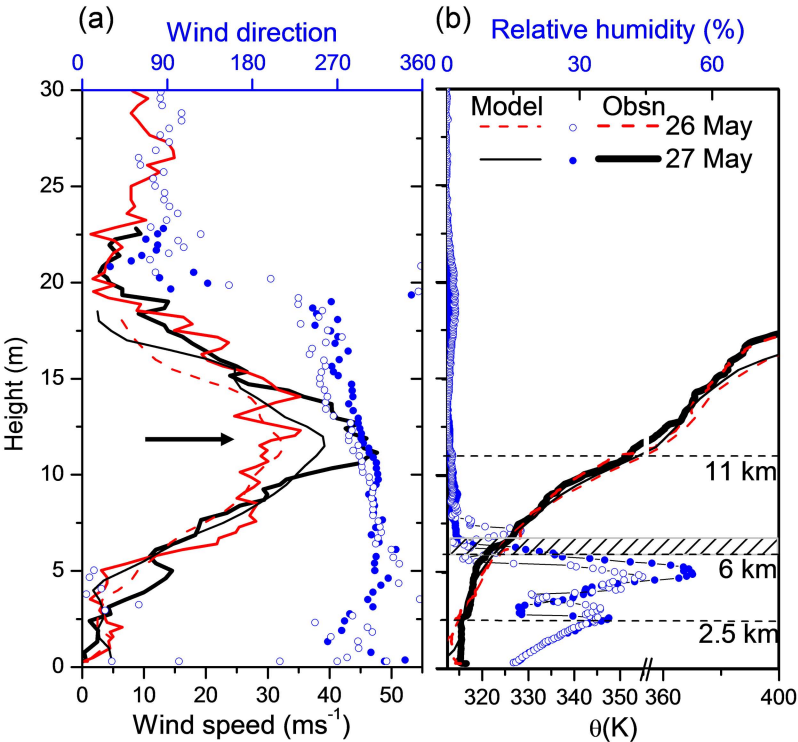 (a)
Wind direction
0 90 180 270 360
30
25
20
15
10
5
0
Height (m)
0 10 20 30 40 50
Wind speed (ms-1)
(b)
Relative humidity (%)
0 30 60
Model Obsn
26 May
27 May
11 km
6 km
2.5 km
320 330 340 350 370 400
θ(K)